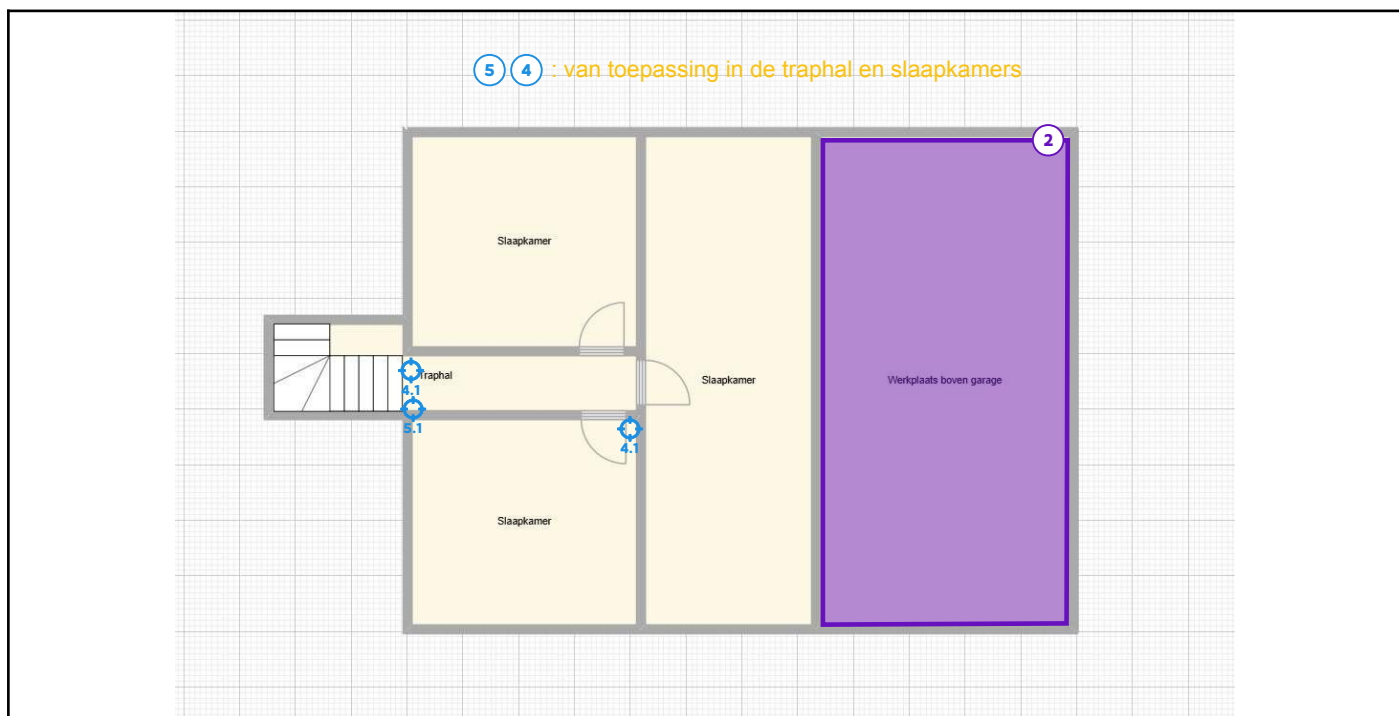 5 4 : van toepassing in de traphal en slaapkamers
2
Slaapkamer
Traphal
4.1
Slaapkamer
Werkplaats boven garage
5.1
4.1
Slaapkamer